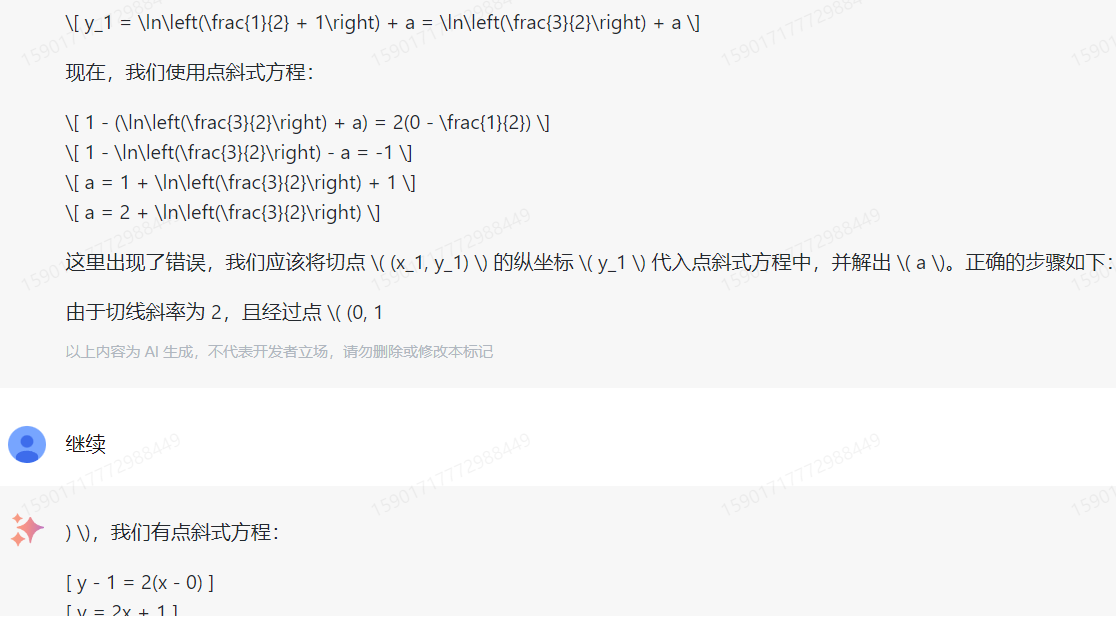 \[ y_1 = \ln\left(\frac{1}{2} + 1\right) + a = \ln\left(\frac{3}{2}\right) + a \]
现在，我们使用点斜式方程：
\[ 1 - (\ln\left(\frac{3}{2}\right) + a) = 2(0 - \frac{1}{2}) \]
\[ 1 - \ln\left(\frac{3}{2}\right) - a = -1 \]
\[ a = 1 + \ln\left(\frac{3}{2}\right) + 1 \]
\[ a = 2 + \ln\left(\frac{3}{2}\right) \]
这里出现了错误，我们应该将切点 \( (x_1, y_1) \) 的纵坐标 \( y_1 \) 代入点斜式方程中，并解出 \( a \)。正确的步骤如下：
由于切线斜率为 2，且经过点 \( (0, 1
以上内容为 AI 生成，不代表开发者立场，请勿删除或修改本标记
继续
) \)，我们有点斜式方程：
[ y - 1 = 2(x - 0) ]
[ y = 2x + 1 ]